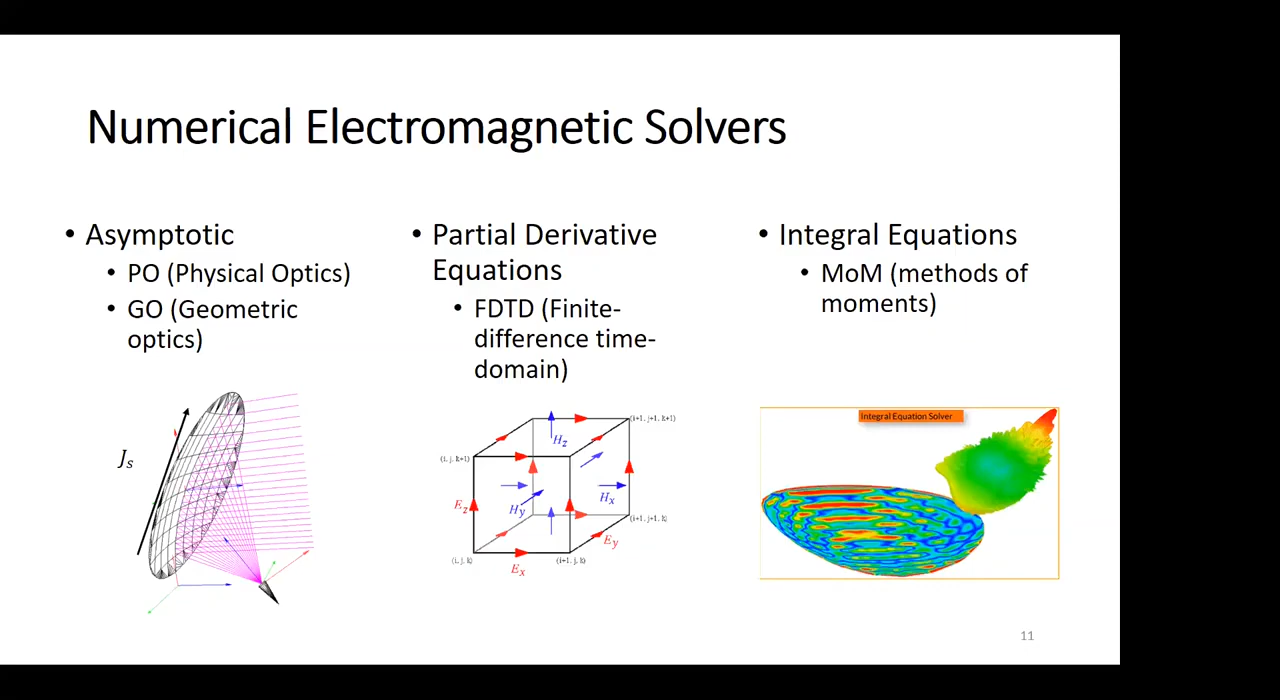 Numerical Electromagnetic Solvers
• Asymptotic
• PO (Physical Optics)
• GO (Geometric
optics)
• Partial Derivative
Equations
• FDTD (Finite-
difference time-
domain)
• Integral Equations
• MoM (methods of
moments)
Js
(i, j, k+1)
(i+1, j+1, k+1)
Hz
Ez
Hy
Hx
(i+1, j+1, k)
Ey
(i, j, k)
(i+1, j, k)
Ex
Integral Equation Solver
11